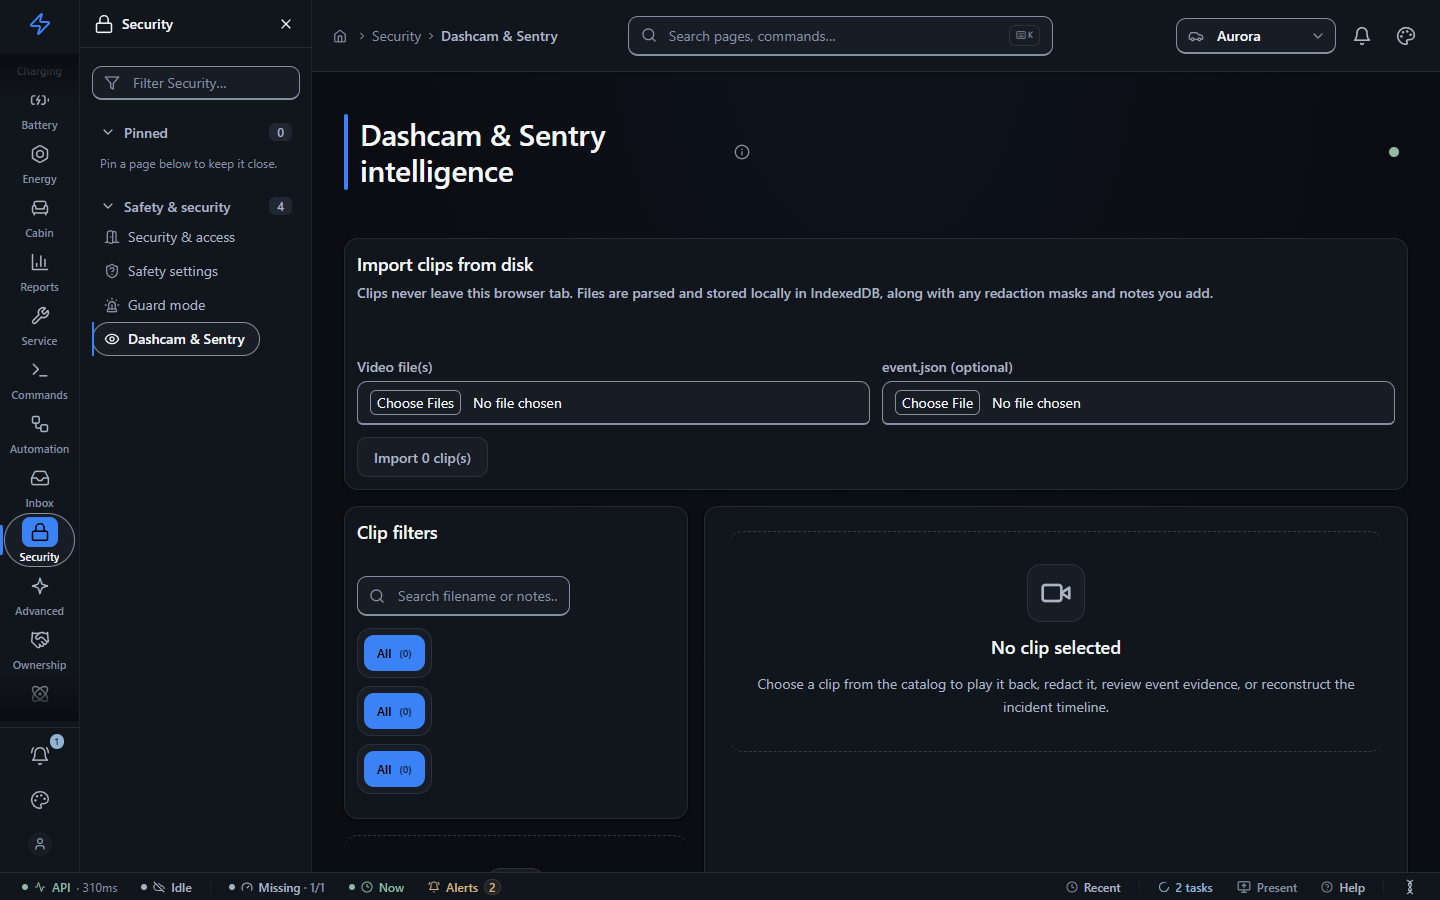 Charging
Battery
Energy
Cabin
Reports
Service
Commands
Automation
Inbox
Security
Advanced
Ownership
1
Security
Filter Security...
Pinned 0
Pin a page below to keep it close.
Safety & security 4
Security & access
Safety settings
Guard mode
Dashcam & Sentry
Security
Dashcam & Sentry
Search pages, commands...
K
Aurora
Dashcam & Sentry
intelligence
Import clips from disk
Clips never leave this browser tab. Files are parsed and stored locally in IndexedDB, along with any redaction masks and notes you add.
Video file(s)
Choose Files No file chosen
event.json (optional)
Choose File No file chosen
Import 0 clip(s)
Clip filters
Search filename or notes..
All (0)
All (0)
All (0)
No clip selected
Choose a clip from the catalog to play it back, redact it, review event evidence, or reconstruct the
incident timeline.
API · 310ms
Idle
Missing · 1/1
Now
Alerts 2
Recent
2 tasks
Present
Help